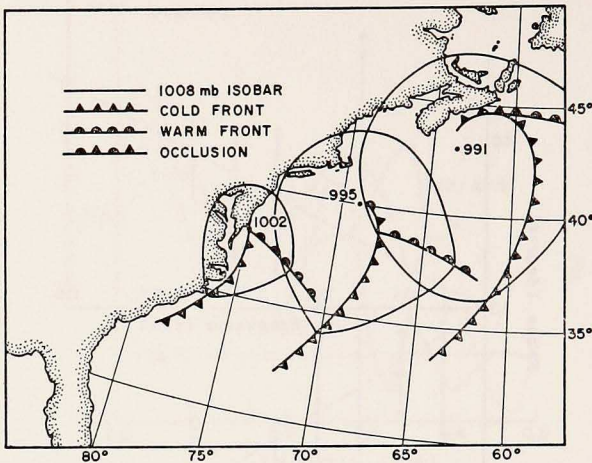 1008 mb ISOBAR
COLD FRONT
WARM FRONT
OCCLUSION
991
995
1002
45°
40°
35°
80° 75° 70° 65° 60°